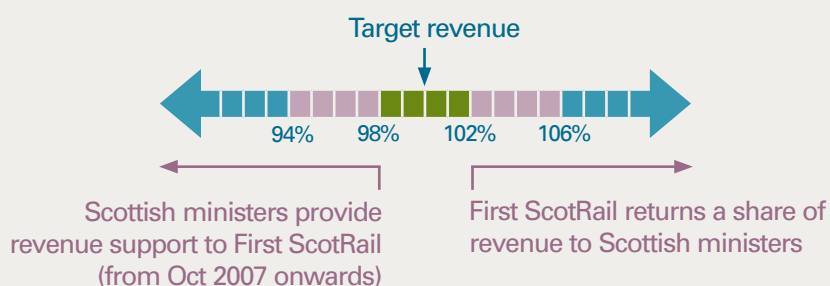 Target revenue
94% 98% 102% 106%
Scottish ministers provide
revenue support to First ScotRail
(from Oct 2007 onwards)
First ScotRail returns a share of
revenue to Scottish ministers